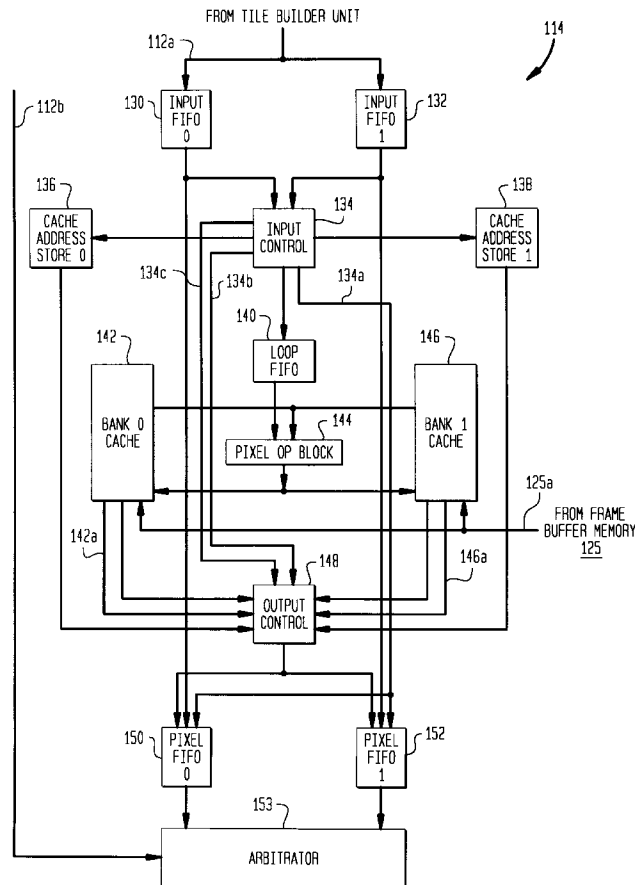 FROM TILE BUILDER UNIT
112a
114
112b
130
INPUT
FIFO
0
INPUT
FIFO
1
132
136
CACHE
ADDRESS
STORE 0
134
INPUT
CONTROL
138
CACHE
ADDRESS
STORE 1
134c
134b
134a
140
LOOP
FIFO
142
BANK 0
CACHE
144
PIXEL OP BLOCK
146
BANK 1
CACHE
125a
FROM FRAME
BUFFER MEMORY
125
142a
146a
148
OUTPUT
CONTROL
150
PIXEL
FIFO
0
PIXEL
FIFO
1
152
153
ARBITRATOR